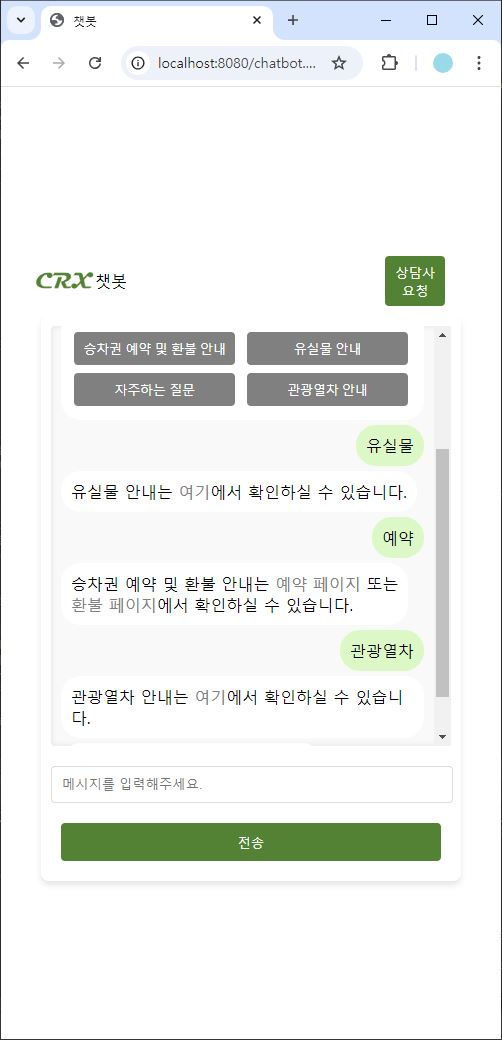 챗봇
localhost:8080/chatbot....
CRX 챗봇
상담사
요청
승차권 예약 및 환불 안내
유실물 안내
자주하는 질문
관광열차 안내
유실물
유실물 안내는 여기에서 확인하실 수 있습니다.
예약
승차권 예약 및 환불 안내는 예약 페이지 또는
환불 페이지에서 확인하실 수 있습니다.
관광열차
관광열차 안내는 여기에서 확인하실 수 있습니
다.
메시지를 입력해주세요.
전송